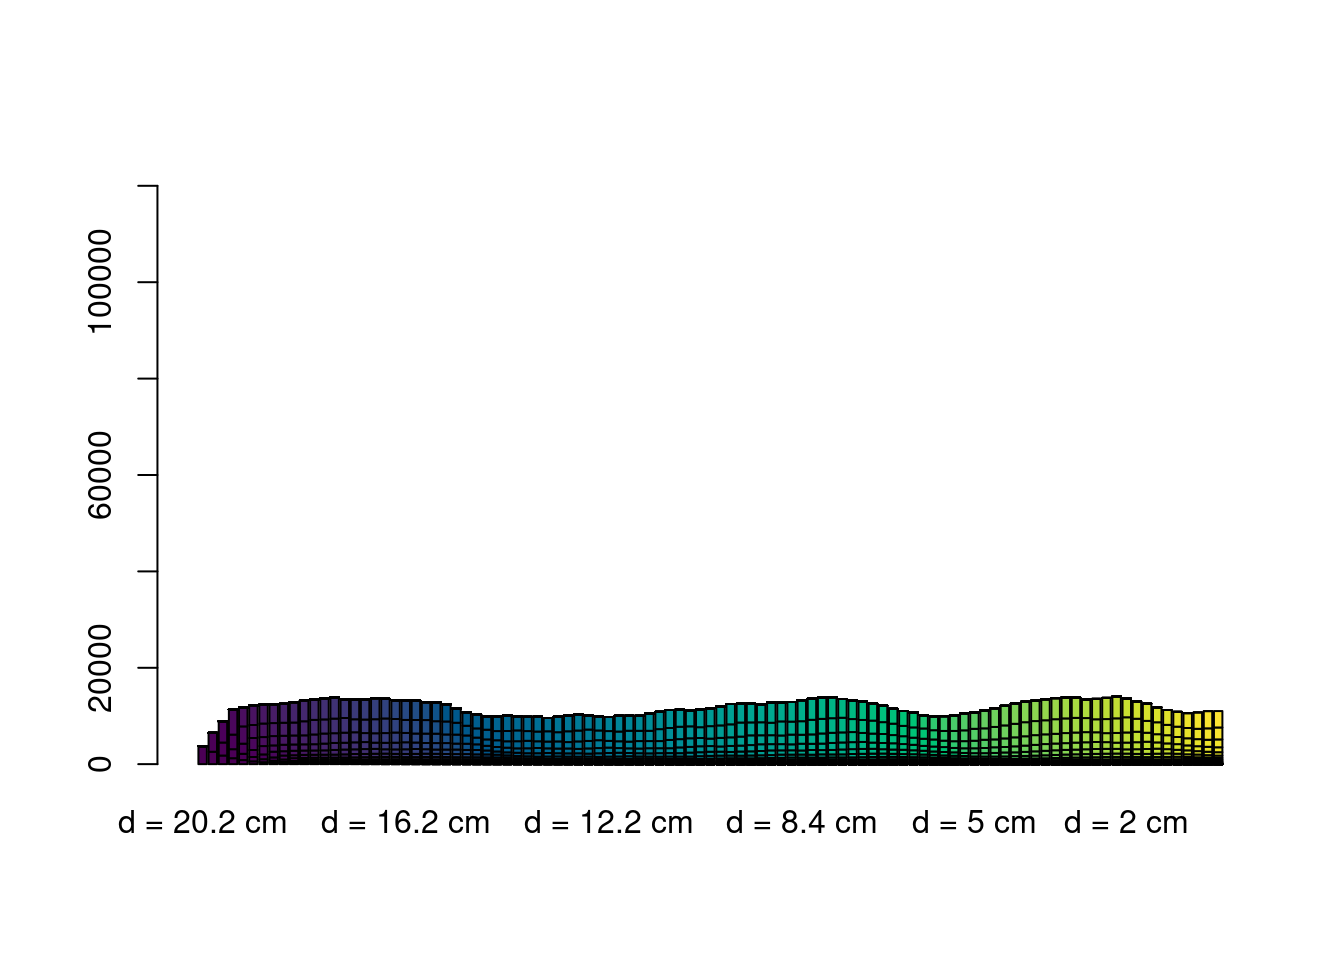 100000
60000
20000
0
d = 20.2 cm d = 16.2 cm d = 12.2 cm d = 8.4 cm d = 5 cm d = 2 cm